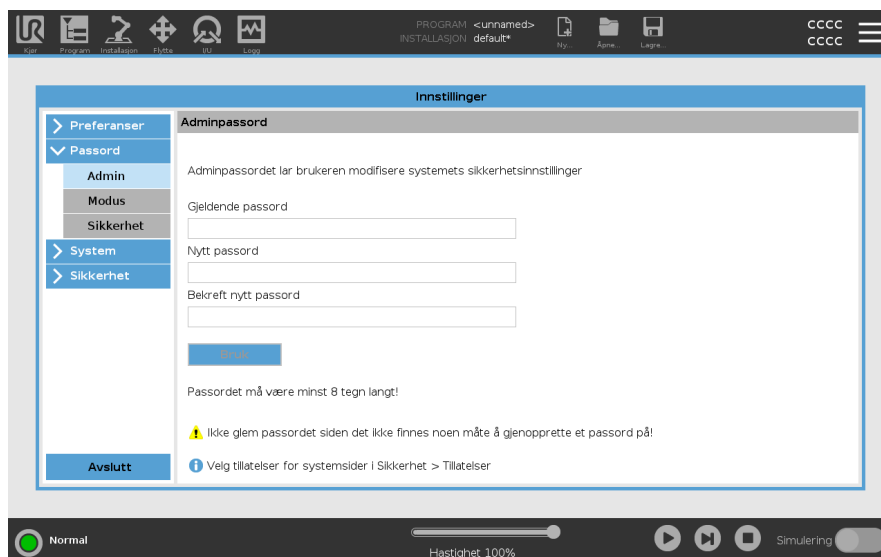 PROGRAM <unnamed>
INSTALLASJON default*
CCCC
CCCC
Kjør Program Installasjon Flytte I/U Logg Ny... Åpne... Lagre...
Innstillinger
Preferanser
Passord
Admin
Modus
Sikkerhet
System
Sikkerhet
Avslutt
Adminpassord
Adminpassordet lar brukeren modifisere systemets sikkerhetsinnstillinger
Gjeldende passord
Nytt passord
Bekreft nytt passord
Bruk
Passordet må være minst 8 tegn langt!
Ikke glem passordet siden det ikke finnes noen måte å gjenopprette et passord på!
Velg tillatelser for systemsider i Sikkerhet > Tillatelser
Normal
Hastighet 100%
Simulering